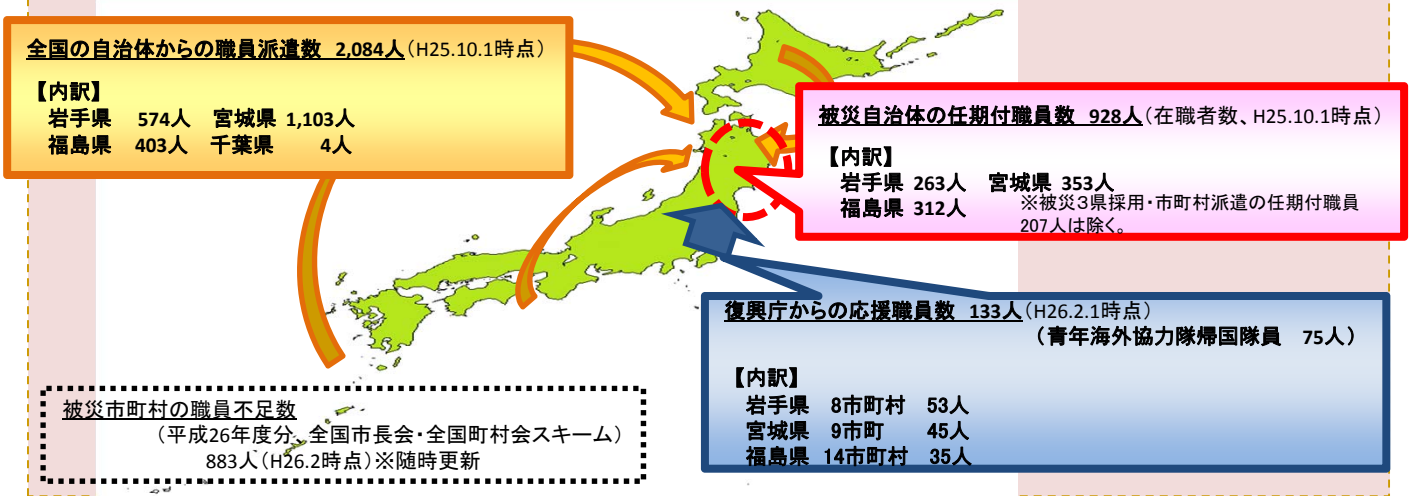 全国の自治体からの職員派遣数 2,084人(H25.10.1時点)
【内訳】
岩手県 574人 宮城県 1,103人
福島県 403人 千葉県 4人
被災自治体の任期付職員数 928人(在職者数、H25.10.1時点)
【内訳】
岩手県 263人 宮城県 353人
福島県 312人 ※被災3県採用・市町村派遣の任期付職員
207人は除く。
復興庁からの応援職員数 133人(H26.2.1時点)
(青年海外協力隊帰国隊員 75人)
【内訳】
岩手県 8市町村 53人
宮城県 9市町 45人
福島県 14市町村 35人
被災市町村の職員不足数
(平成26年度分、全国市長会・全国町村会スキーム)
883人(H26.2時点)※随時更新